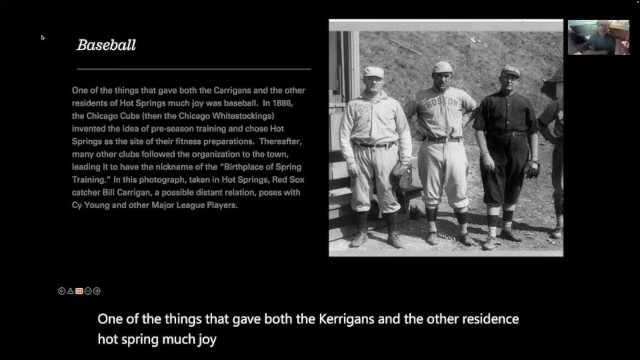 Baseball
One of the things that gave both the Carrigans and the other
residents of Hot Springs much joy was baseball. In 1886,
the Chicago Cubs (then the Chicago Whitestockings)
invented the idea of pre-season training and chose Hot
Springs as the site of their fitness preparations. Thereafter,
many other clubs followed the organization to the town,
leading it to have the nickname of the “Birthplace of Spring
Training.” In this photograph, taken in Hot Springs, Red Sox
catcher Bill Carrigan, a possible distant relation, poses with
Cy Young and other Major League Players.
BOSTON
One of the things that gave both the Kerrigans and the other residence
hot spring much joy